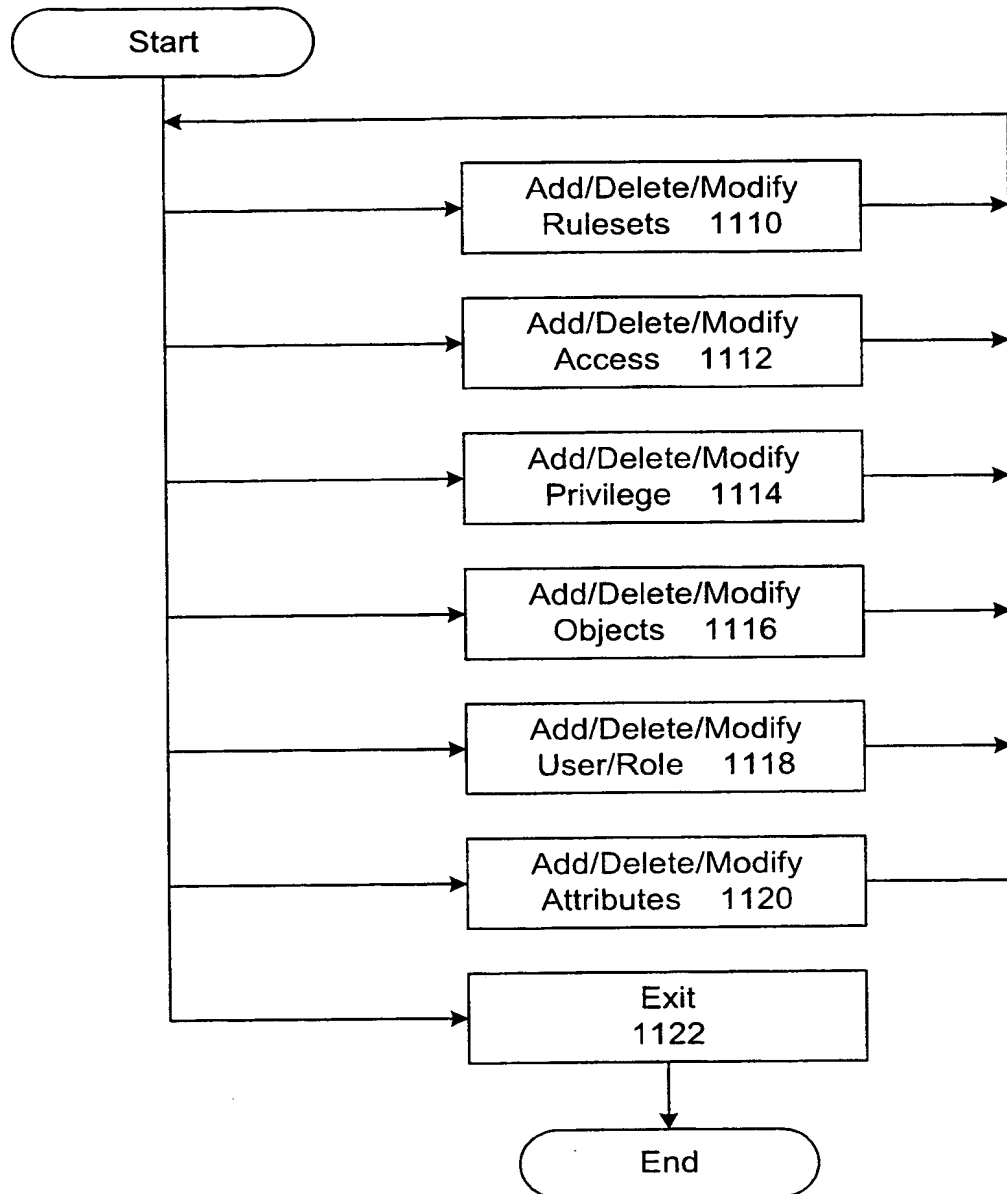 Start
Add/Delete/Modify
Rulesets 1110
Add/Delete/Modify
Access 1112
Add/Delete/Modify
Privilege 1114
Add/Delete/Modify
Objects 1116
Add/Delete/Modify
User/Role 1118
Add/Delete/Modify
Attributes 1120
Exit
1122
End